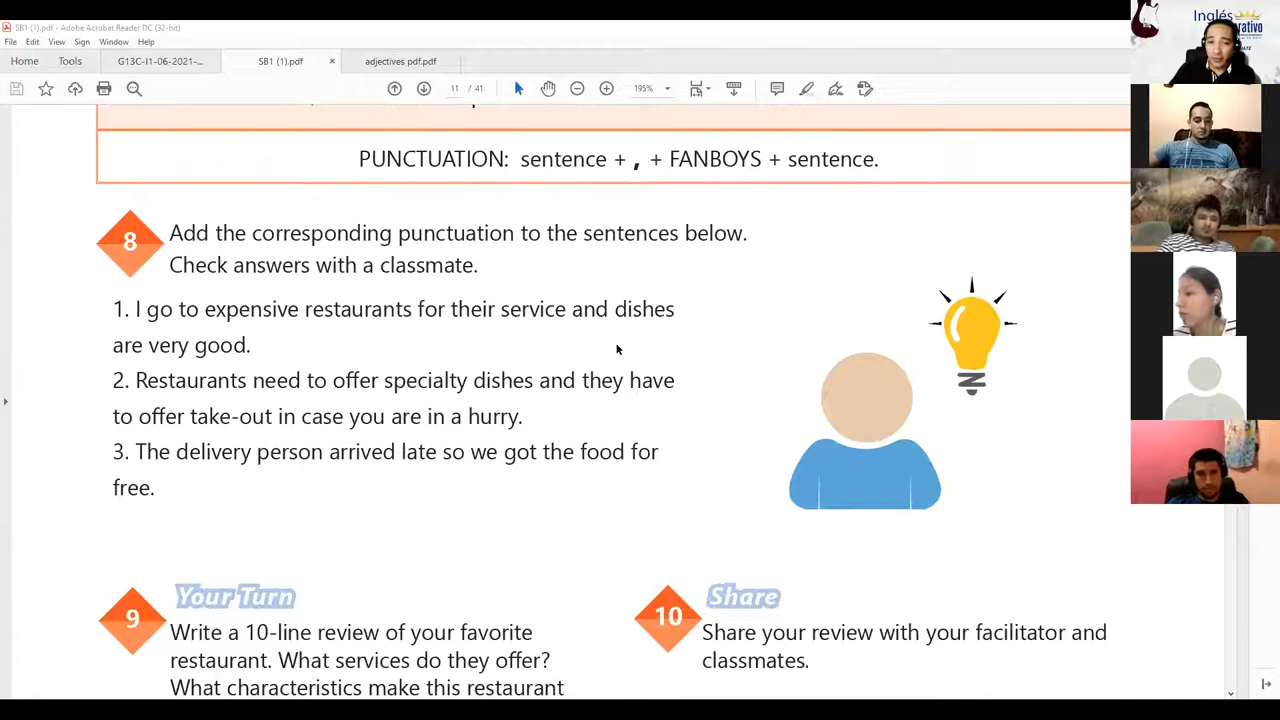 SB1 (1).pdf - Adobe Acrobat Reader DC (32-bit)
File Edit View Sign Window Help
Home Tools G13C-I1-06-2021-... SB1 (1).pdf × adjectives pdf.pdf
11 / 41 195%
PUNCTUATION: sentence + , + FANBOYS + sentence.
8 Add the corresponding punctuation to the sentences below.
Check answers with a classmate.
1. I go to expensive restaurants for their service and dishes
are very good.
2. Restaurants need to offer specialty dishes and they have
to offer take-out in case you are in a hurry.
3. The delivery person arrived late so we got the food for
free.
9 Your Turn
Write a 10-line review of your favorite
restaurant. What services do they offer?
What characteristics make this restaurant
10 Share
Share your review with your facilitator and
classmates.
Inglés